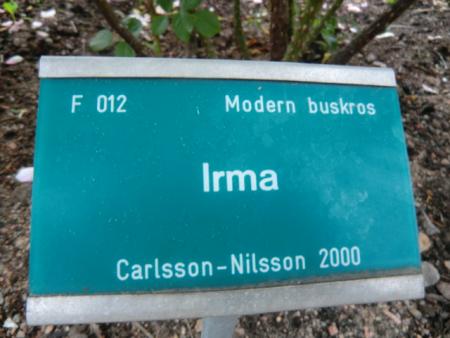 F 012 Modern buskros
Irma
Carlsson-Nilsson 2000